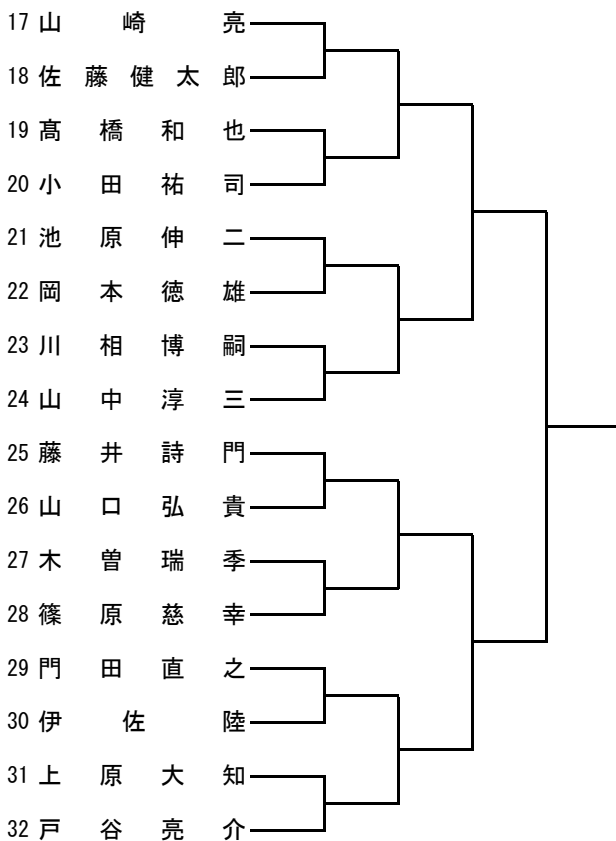 17 山崎亮
18 佐藤健太郎
19 髙橋和也
20 小田祐司
21 池原伸二
22 岡本徳雄
23 川相博嗣
24 山中淳三
25 藤井詩門
26 山口弘貴
27 木曽瑞季
28 篠原慈幸
29 門田直之
30 伊佐陸
31 上原大知
32 戸谷亮介